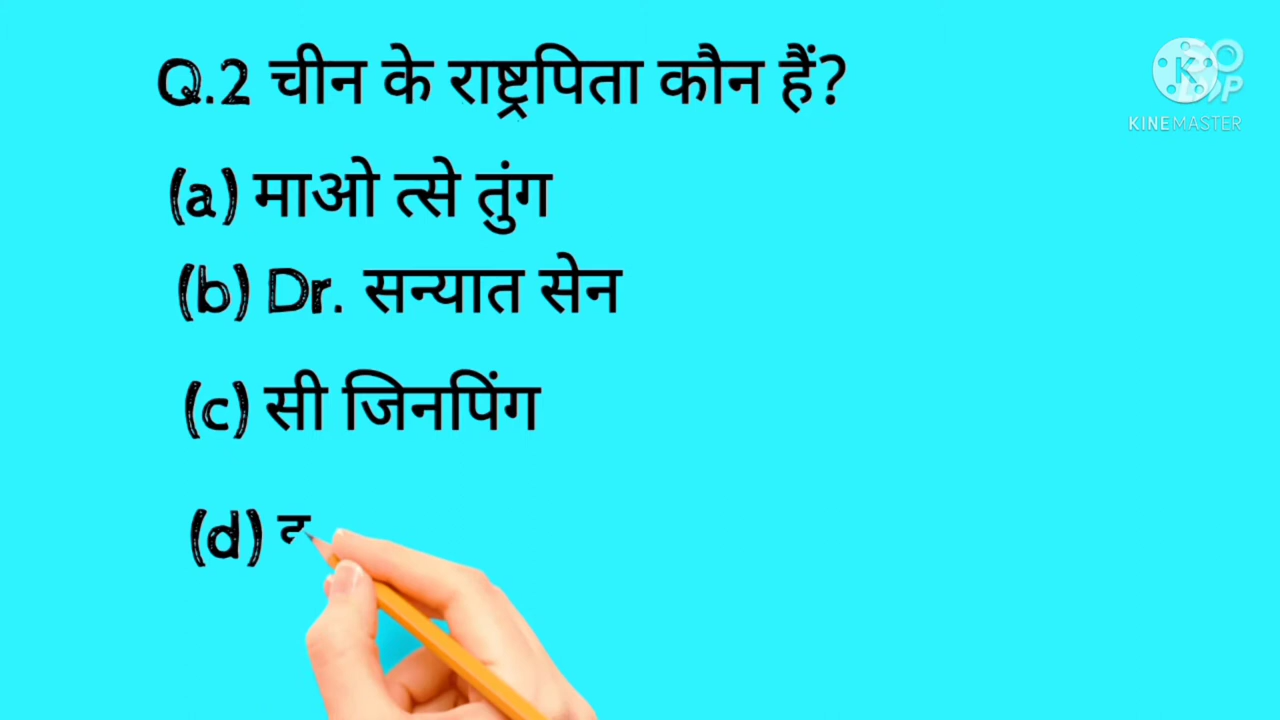 Q.2 चीन के राष्ट्रपिता कौन हैं?
KINEMASTER
(a) माओ त्से तुंग
(b) Dr. सन्यात सेन
(c) सी जिनपिंग
(d)